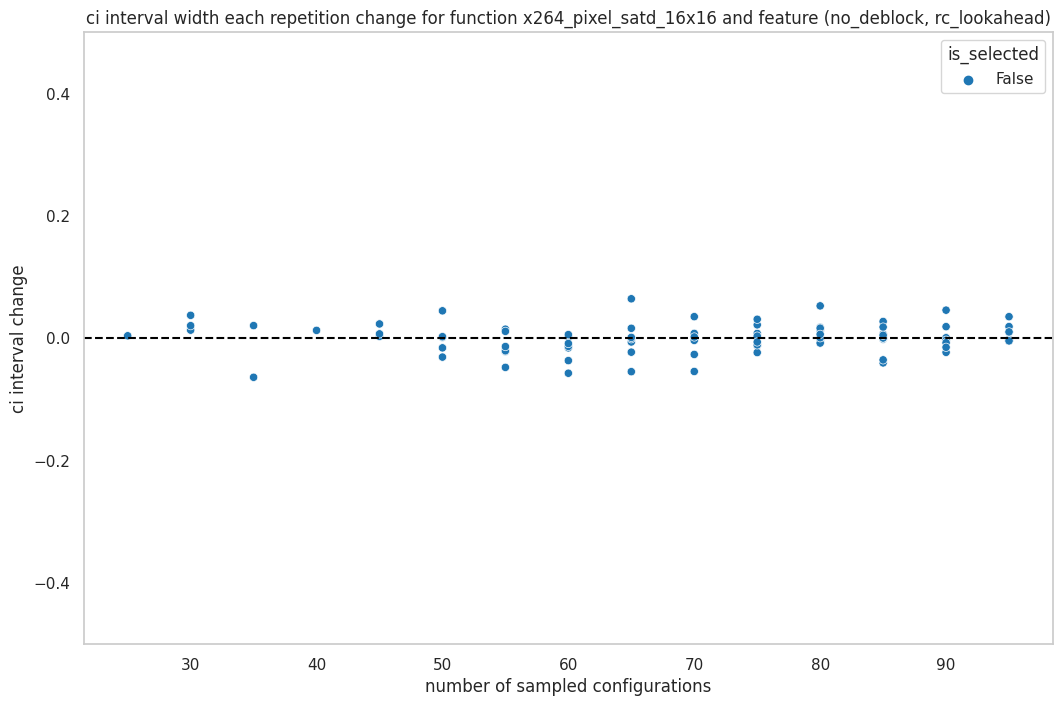 ci interval width each repetition change for function x264_pixel_satd_16x16 and feature (no_deblock, rc_lookahead)
is_selected
False
0.4
0.2
0.0
−0.2
−0.4
ci interval change
30 40 50 60 70 80 90
number of sampled configurations